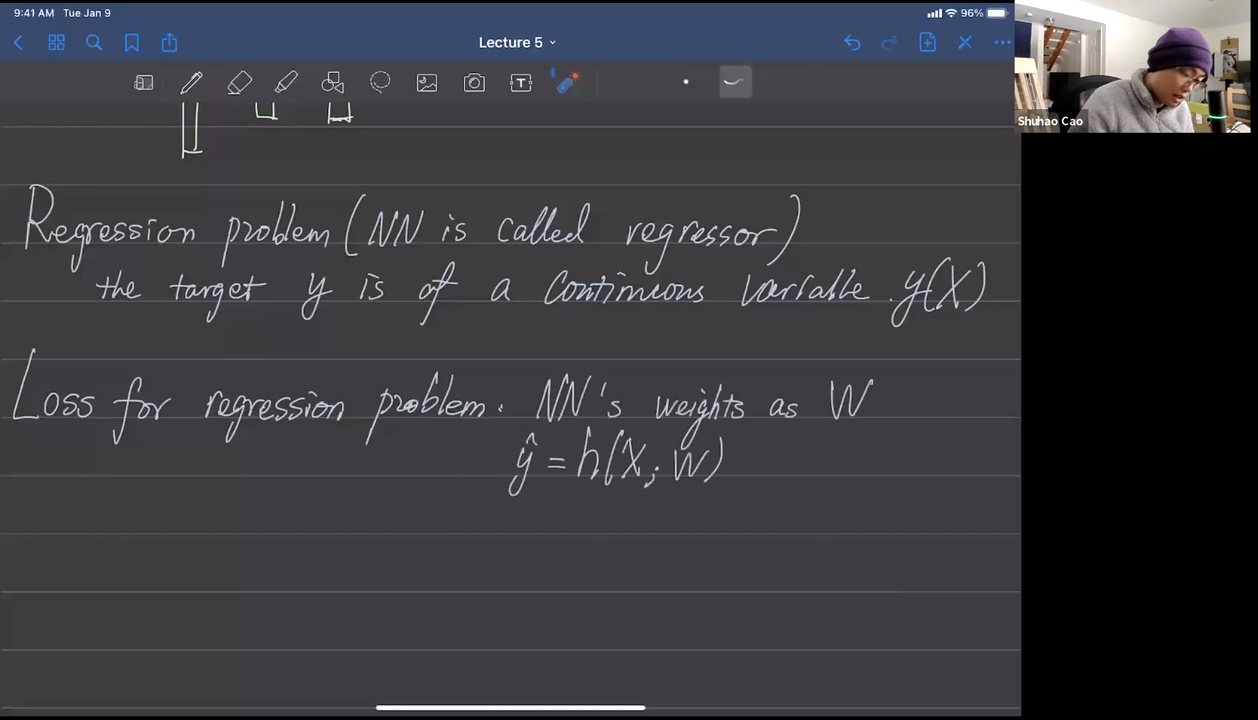 9:41 AM Tue Jan 9
96%
Lecture 5
T
Shuhao Cao
Regression problem (NN is called regressor)
the target y is of a continuous variable. y(X)
Loss for regression problem. NN's weights as W
ŷ = h(X; W)